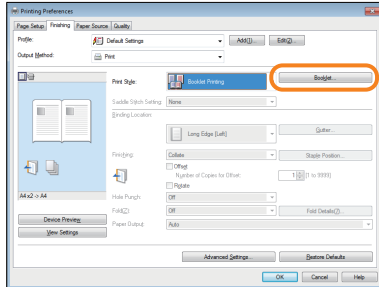 Printing Preferences
Page Setup Finishing Paper Source Quality
Profile: Default Settings Add(1)... Edit(2)...
Output Method: Print
Print Style: Booklet Printing Booklet...
Saddle Stitch Setting: None
Binding Location:
Long Edge [Left] Gutter...
Finishing: Collate Staple Position...
Offset
Number of Copies for Offset: 1 [1 to 9999]
Rotate
A4 x2 -> A4 Hole Punch: Off
Fold(Z): Off Fold Details(J)...
Device Preview Paper Output: Auto
View Settings
Advanced Settings... Restore Defaults
OK Cancel Help